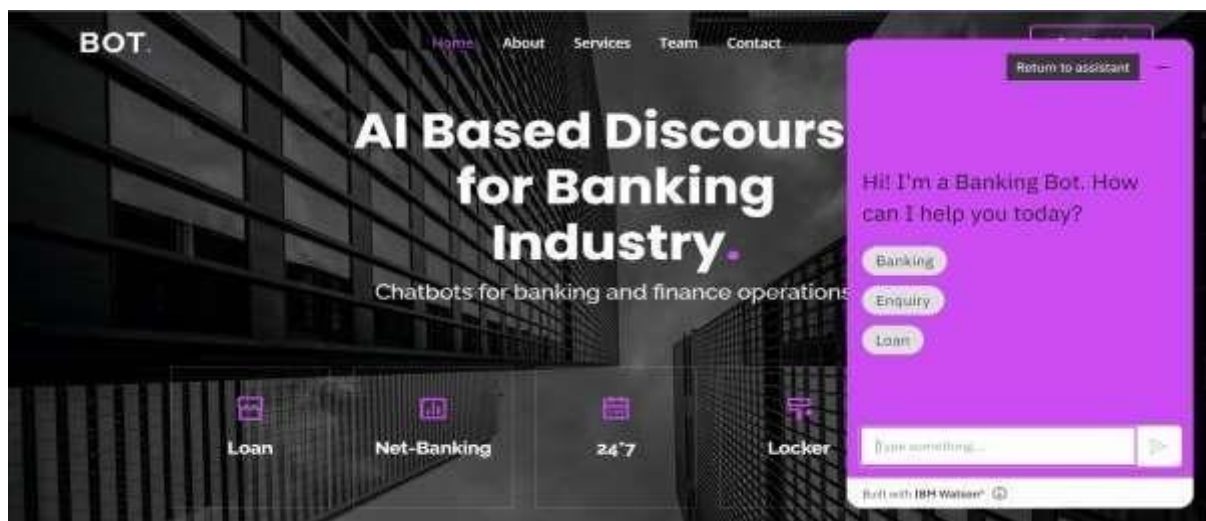 BOT.
Home About Services Team Contact
Return to assistant
AI Based Discours
for Banking
Industry.
Chatbots for banking and finance operations
Hi! I'm a Banking Bot. How
can I help you today?
Banking
Enquiry
Loan
Loan
Net-Banking
24*7
Locker
Type something...
Built with IBM Watson®